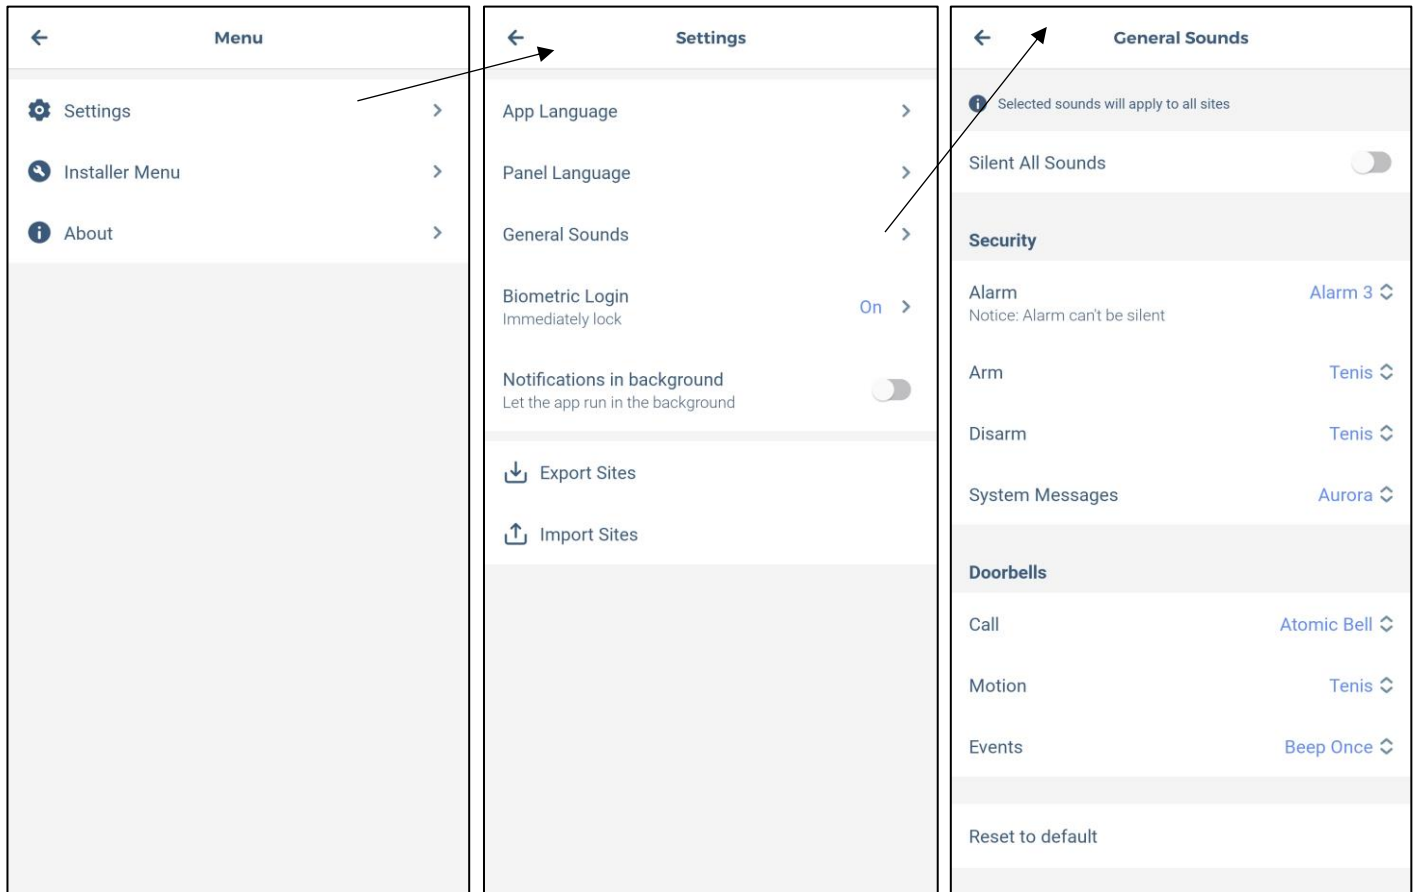 Menu
Settings
Installer Menu
About
Settings
App Language
Panel Language
General Sounds
Biometric Login
On
Immediately lock
Notifications in background
Let the app run in the background
Export Sites
Import Sites
General Sounds
Selected sounds will apply to all sites
Silent All Sounds
Security
Alarm
Alarm 3
Notice: Alarm can't be silent
Arm
Tenis
Disarm
Tenis
System Messages
Aurora
Doorbells
Call
Atomic Bell
Motion
Tenis
Events
Beep Once
Reset to default